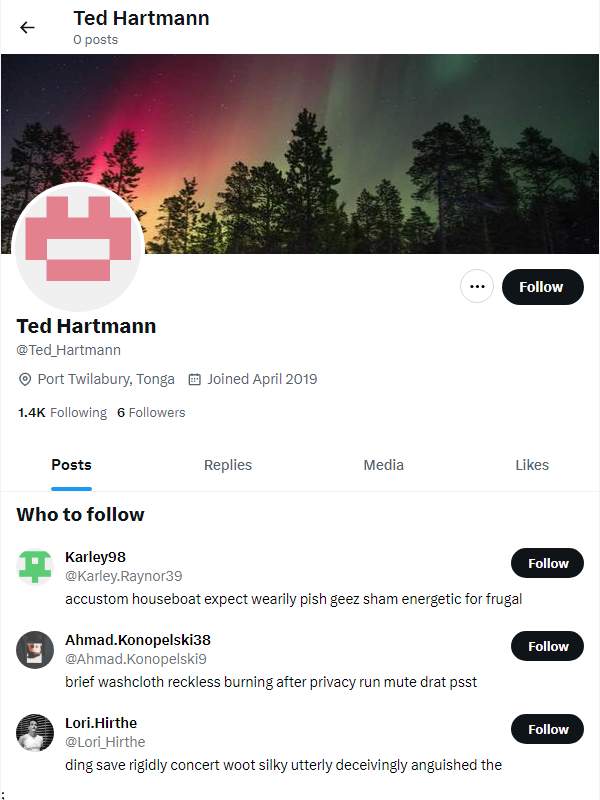 Ted Hartmann
0 posts
Follow
Ted Hartmann
@Ted_Hartmann
Port Twilabury, Tonga Joined April 2019
1.4K Following 6 Followers
Posts Replies Media Likes
Who to follow
Karley98
@Karley.Raynor39
Follow
accustom houseboat expect wearily pish geez sham energetic for frugal
Ahmad.Konopelski38
@Ahmad.Konopelski9
Follow
brief washcloth reckless burning after privacy run mute drat psst
Lori.Hirthe
@Lori_Hirthe
Follow
ding save rigidly concert woot silky utterly deceivingly anguished the
;